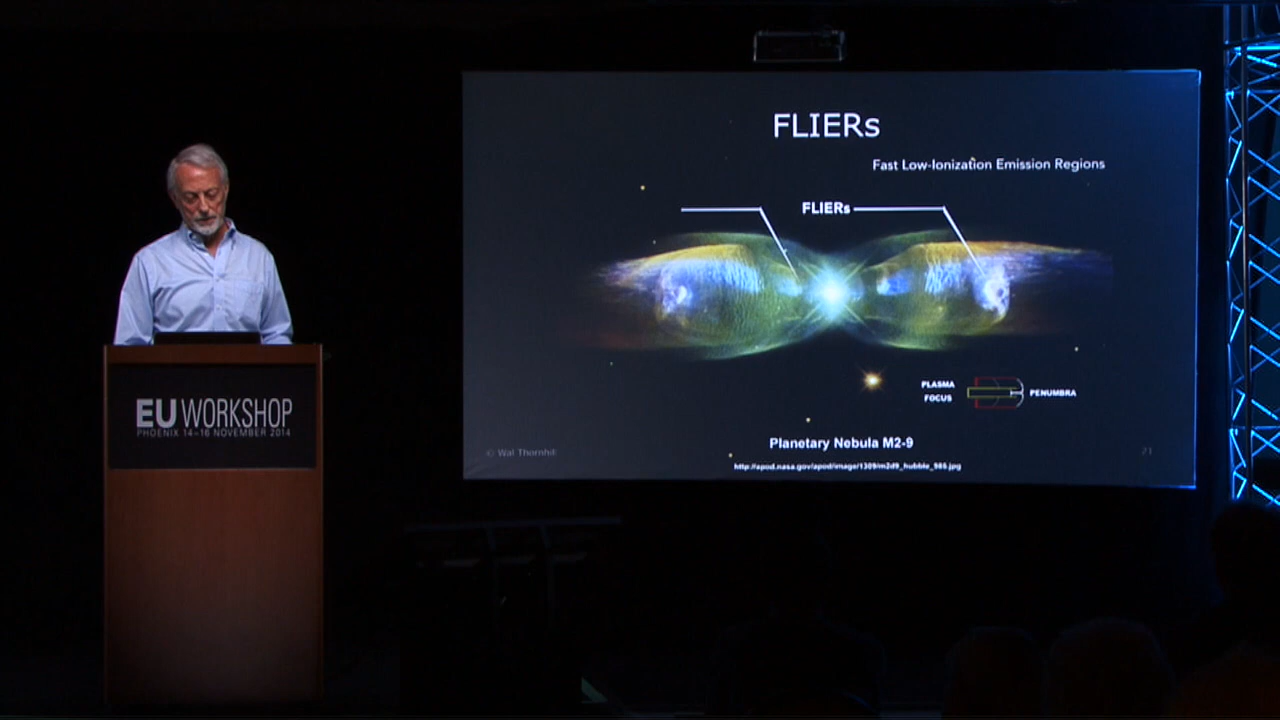 EU WORKSHOP
PHOENIX 14-16 NOVEMBER 2014
FLIERs
Fast Low-Ionization Emission Regions
FLIERs
PLASMA
FOCUS
PENUMBRA
Planetary Nebula M2-9
© Wal Thornhill
21
http://apod.nasa.gov/apod/image/1309/m2d9_hubble_985.jpg